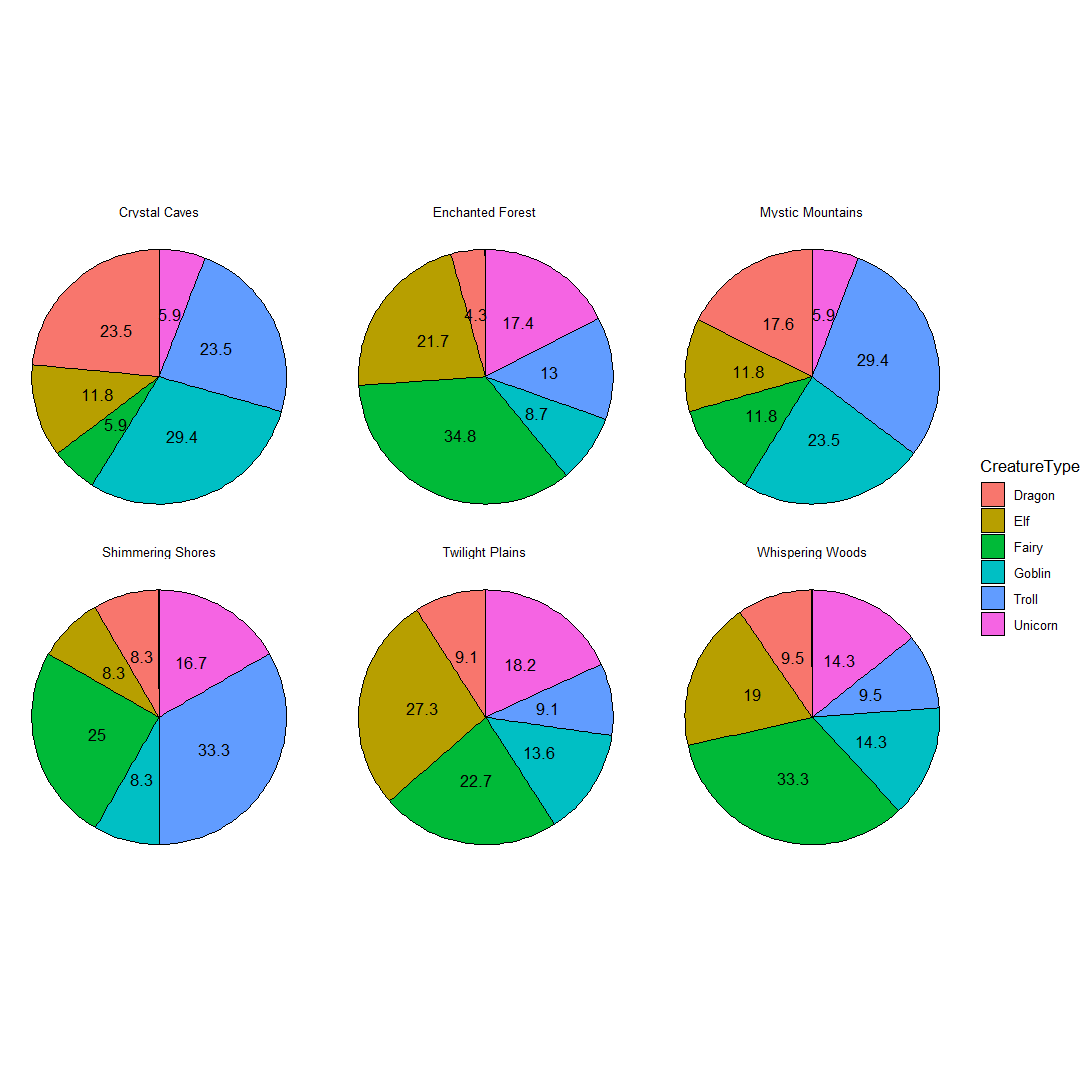 Crystal Caves
5.9
23.5
23.5
11.8
5.9
29.4
Enchanted Forest
4.3
17.4
21.7
13
8.7
34.8
Mystic Mountains
5.9
17.6
29.4
11.8
11.8
23.5
CreatureType
Dragon
Elf
Fairy
Goblin
Troll
Unicorn
Shimmering Shores
8.3
16.7
8.3
25
33.3
8.3
Twilight Plains
9.1
18.2
27.3
9.1
13.6
22.7
Whispering Woods
9.5
14.3
19
9.5
14.3
33.3